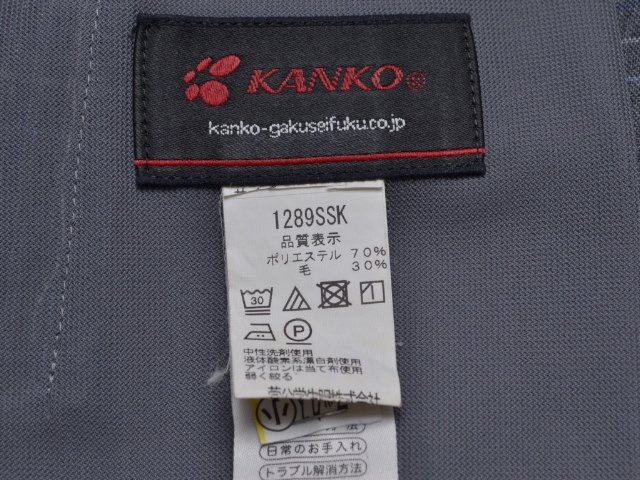 KANKO®
kanko-gakuseifuku.co.jp
1289SSK
品質表示
ポリエステル 70%
毛 30%
30
P
中性洗剤使用
液体酸素系漂白剤使用
アイロンは当て布使用
弱く絞る
日常のお手入れ
トラブル解消方法